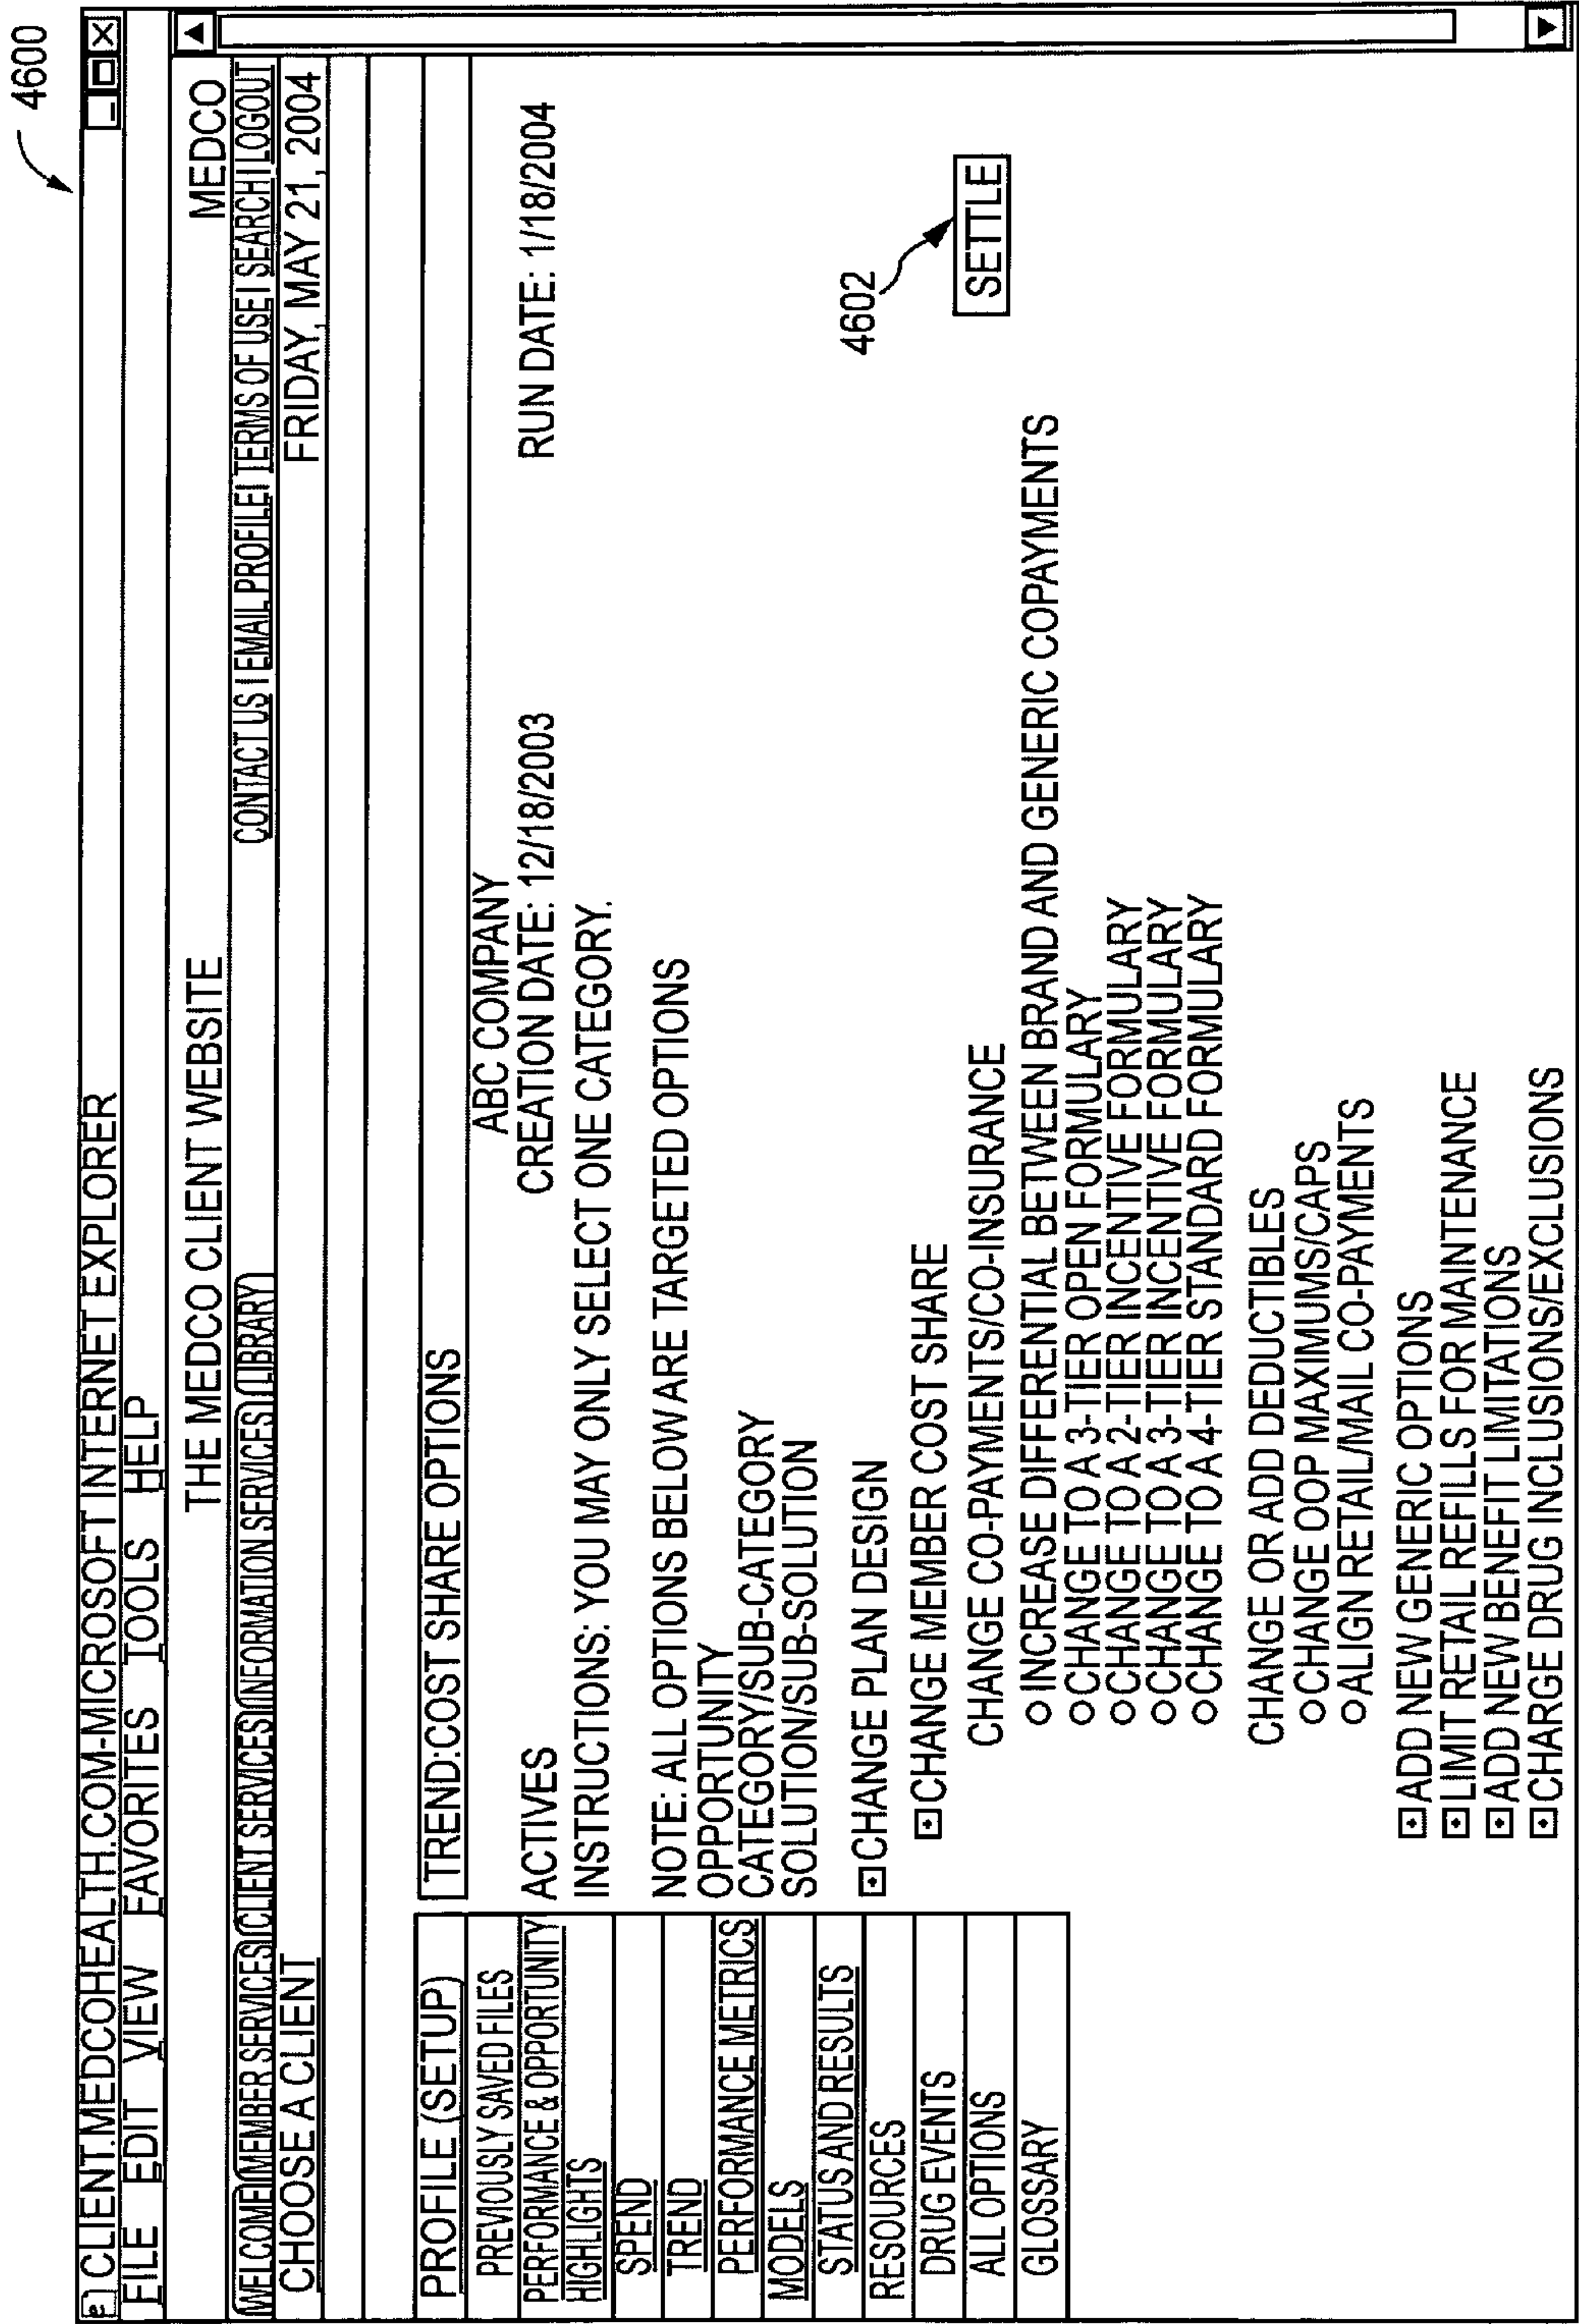 4600
CLIENT.MEDCOHEALTH.COM-MICROSOFT INTERNET EXPLORER
FILE EDIT VIEW FAVORITES TOOLS HELP
THE MEDCO CLIENT WEBSITE MEDCO
WELCOME MEMBER SERVICES CLIENT SERVICES INFORMATION SERVICES LIBRARY CONTACT US | EMAIL PROFILE | TERMS OF USE | SEARCH | LOGOUT
CHOOSE A CLIENT FRIDAY, MAY 21, 2004
PROFILE (SETUP)
PREVIOUSLY SAVED FILES
PERFORMANCE & OPPORTUNITY
HIGHLIGHTS
SPEND
TREND
PERFORMANCE METRICS
MODELS
STATUS AND RESULTS
RESOURCES
DRUG EVENTS
ALL OPTIONS
GLOSSARY
TREND:COST SHARE OPTIONS
ABC COMPANY
ACTIVES CREATION DATE: 12/18/2003 RUN DATE: 1/18/2004
INSTRUCTIONS: YOU MAY ONLY SELECT ONE CATEGORY.
NOTE: ALL OPTIONS BELOW ARE TARGETED OPTIONS
OPPORTUNITY
CATEGORY/SUB-CATEGORY
SOLUTION/SUB-SOLUTION
4602
CHANGE PLAN DESIGN
CHANGE MEMBER COST SHARE
SETTLE
CHANGE CO-PAYMENTS/CO-INSURANCE
INCREASE DIFFERENTIAL BETWEEN BRAND AND GENERIC COPAYMENTS
CHANGE TO A 3-TIER OPEN FORMULARY
CHANGE TO A 2-TIER INCENTIVE FORMULARY
CHANGE TO A 3-TIER INCENTIVE FORMULARY
CHANGE TO A 4-TIER STANDARD FORMULARY
CHANGE OR ADD DEDUCTIBLES
CHANGE OOP MAXIMUMS/CAPS
ALIGN RETAIL/MAIL CO-PAYMENTS
ADD NEW GENERIC OPTIONS
LIMIT RETAIL REFILLS FOR MAINTENANCE
ADD NEW BENEFIT LIMITATIONS
CHARGE DRUG INCLUSIONS/EXCLUSIONS